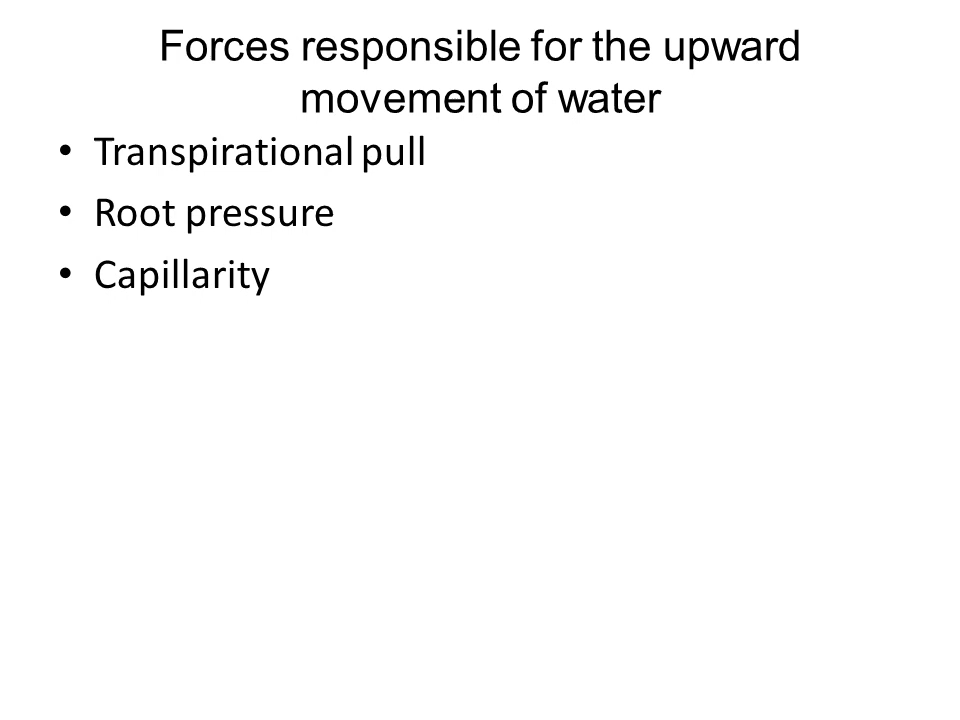 Forces responsible for the upward
movement of water
• Transpirational pull
• Root pressure
• Capillarity